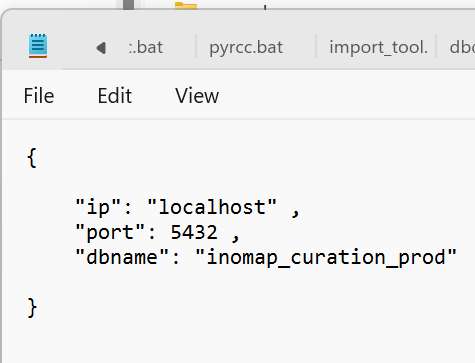 :.bat
pyrcc.bat
import_tool.
File
Edit
View
{
"ip": "localhost" ,
"port": 5432 ,
"dbname": "inomap_curation_prod"
}